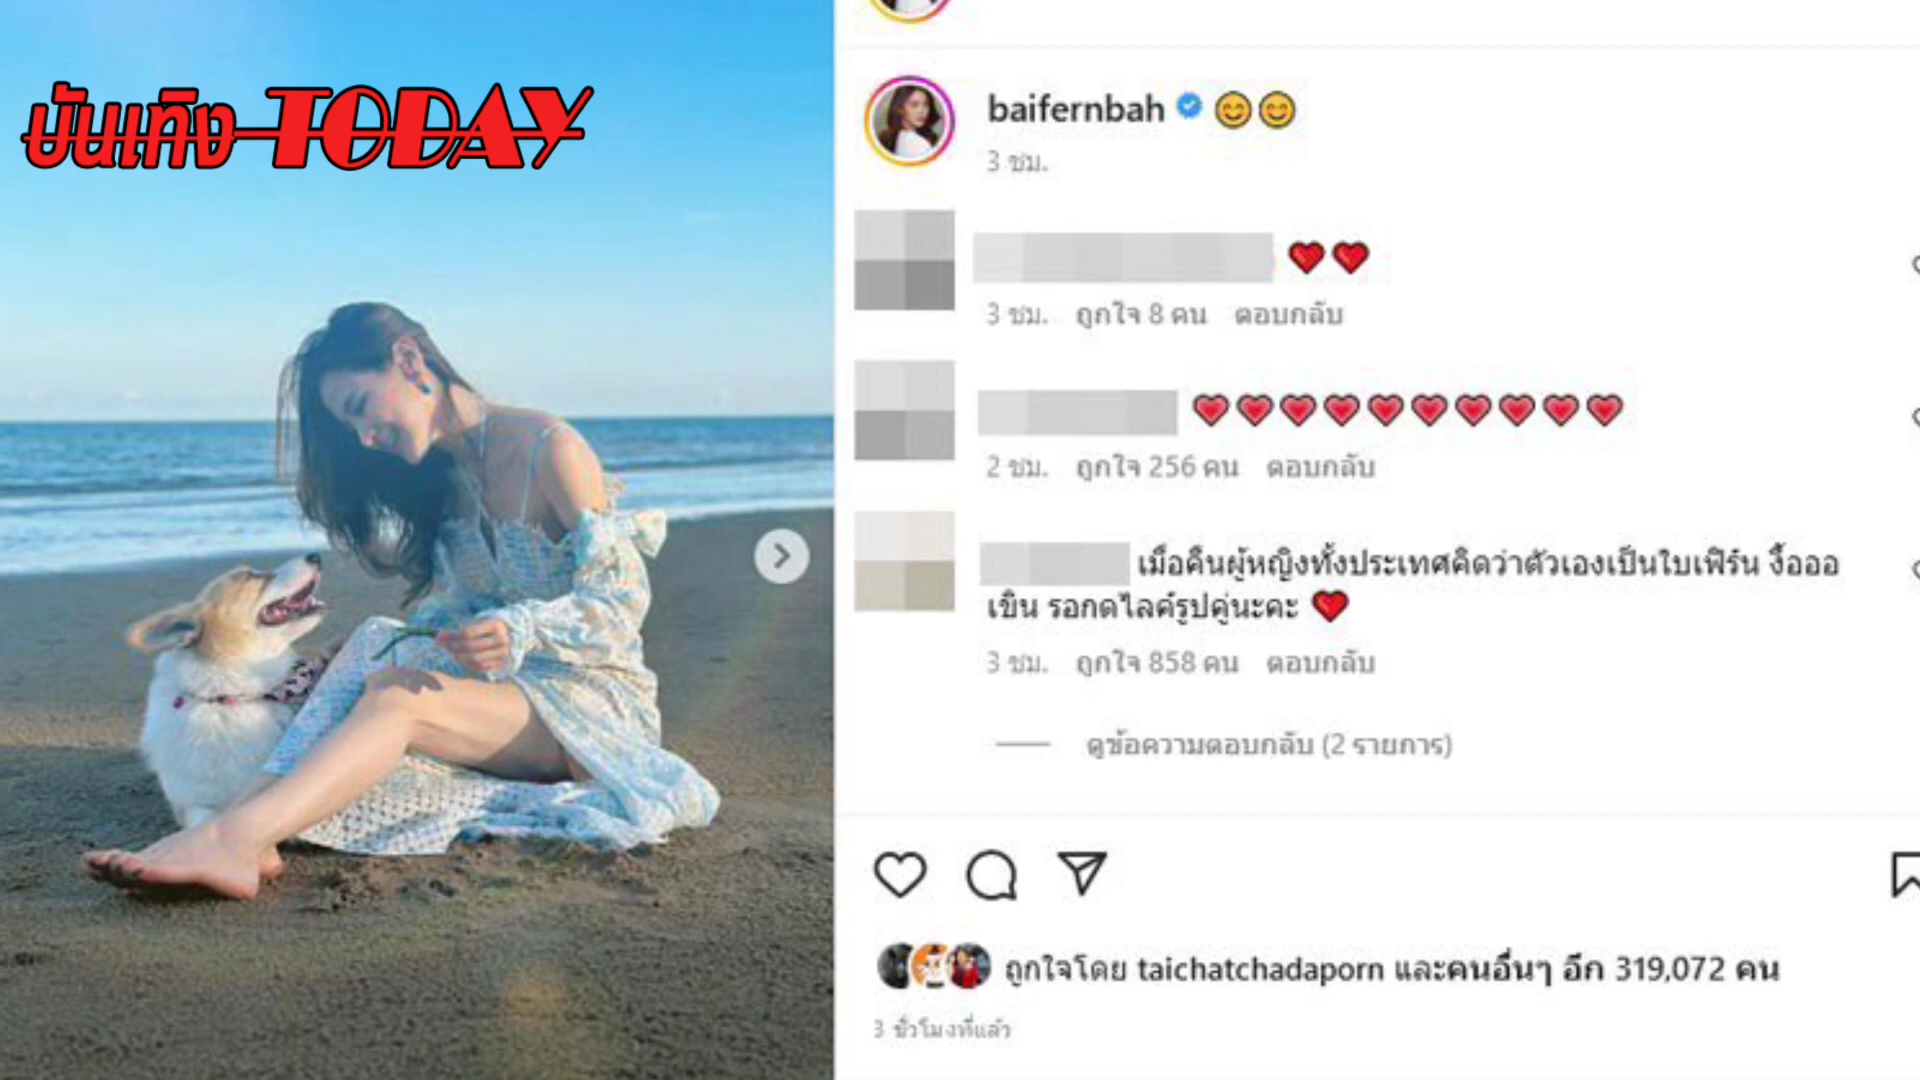 บันเทิง TODAY
baifernbah 😊😊
3 ชม.
❤️❤️
3 ชม. ถูกใจ 8 คน ตอบกลับ
💗💗💗💗💗💗💗💗💗💗
2 ชม. ถูกใจ 256 คน ตอบกลับ
เมื่อคืนผู้หญิงทั้งประเทศคิดว่าตัวเองเป็นใบเฟิร์น งื้อออ
เขิน รอกดไลค์รูปคู่นะคะ ❤️
3 ชม. ถูกใจ 858 คน ตอบกลับ
ดูข้อความตอบกลับ (2 รายการ)
ถูกใจโดย taichatchadaporn และคนอื่นๆ อีก 319,072 คน
3 ชั่วโมงที่แล้ว